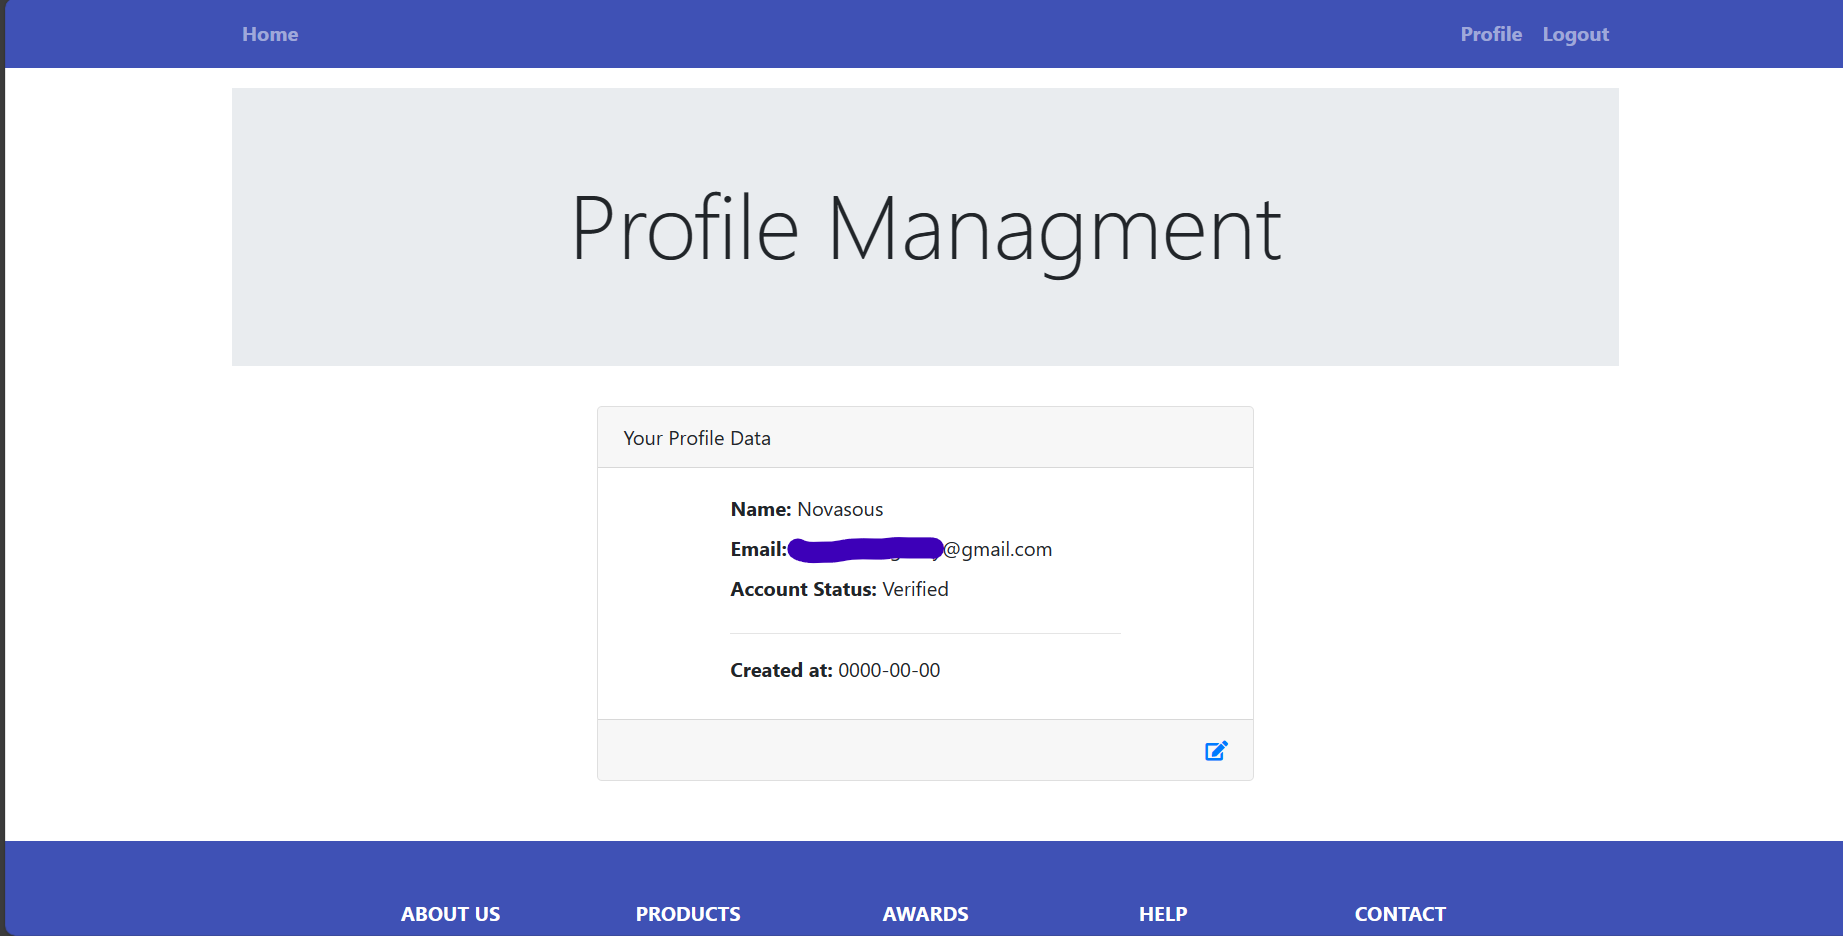 Home Profile Logout
Profile Managment
Your Profile Data
Name: Novasous
Email: @gmail.com
Account Status: Verified
Created at: 0000-00-00
ABOUT US PRODUCTS AWARDS HELP CONTACT